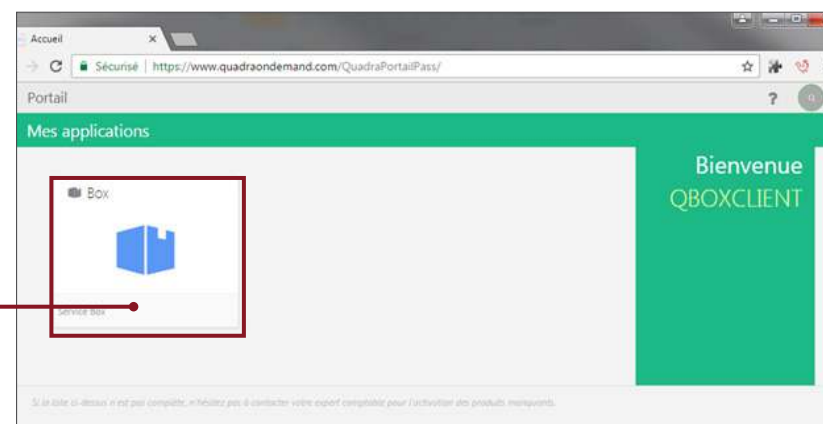 Accueil
Sécurisé | https://www.quadraondemand.com/QuadraPortailPass/
Portail
?
Mes applications
Bienvenue
QBOXCLIENT
Box
Service Box
Si la liste ci-dessus n'est pas complète, n'hésitez pas à contacter votre expert comptable pour l'activation des produits manquants.